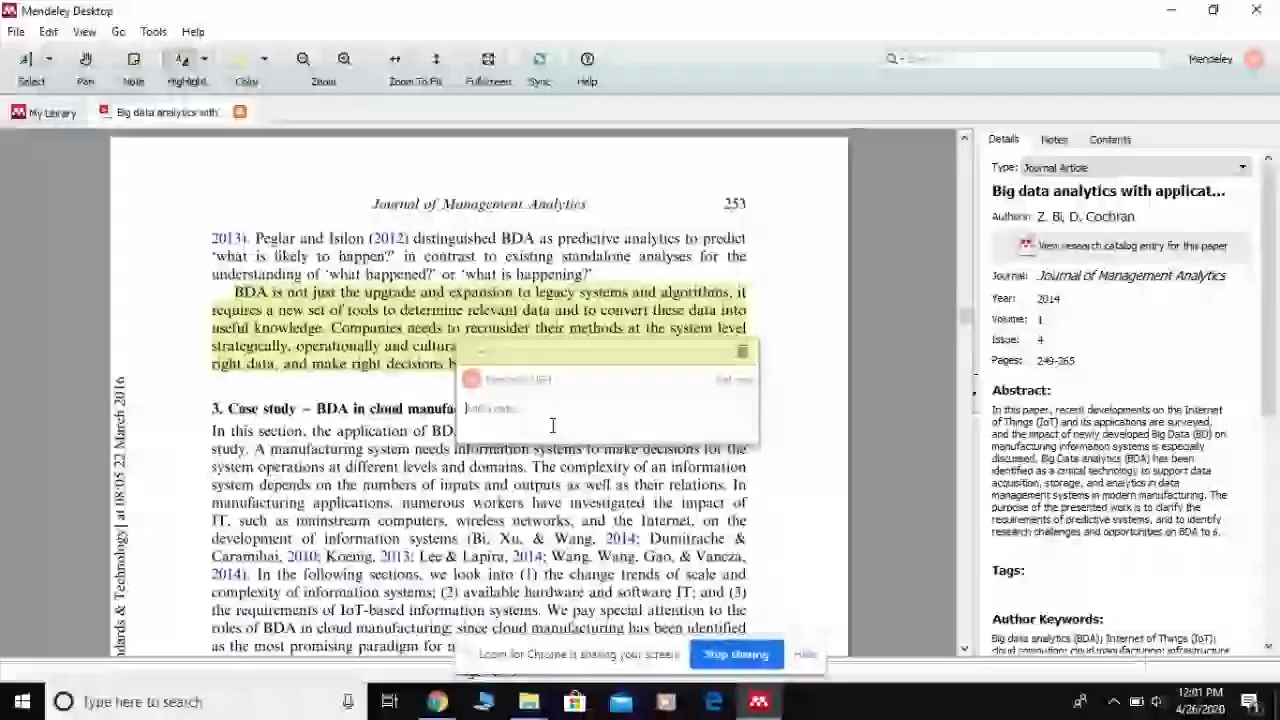 Mendeley Desktop
File Edit View Go Tools Help
Select Pan Note Highlight Color Zoom Zoom To Fit Fullscreen Sync Help
Mendeley
My Library Big data analytics with...
Journal of Management Analytics 253
2013). Peglar and Isilon (2012) distinguished BDA as predictive analytics to predict
'what is likely to happen?' in contrast to existing standalone analyses for the
understanding of 'what happened?' or 'what is happening?'
BDA is not just the upgrade and expansion to legacy systems and algorithms, it
requires a new set of tools to determine relevant data and to convert these data into
useful knowledge. Companies needs to reconsider their methods at the system level
strategically, operationally and cultura
right data, and make right decisions b
3. Case study – BDA in cloud manufa
In this section, the application of BD
study. A manufacturing system needs information systems to make decisions for the
system operations at different levels and domains. The complexity of an information
system depends on the numbers of inputs and outputs as well as their relations. In
manufacturing applications, numerous workers have investigated the impact of
IT, such as mainstream computers, wireless networks, and the Internet, on the
development of information systems (Bi, Xu, & Wang, 2014; Dumitrache &
Caramihai, 2010; Koenig, 2013; Lee & Lapira, 2014; Wang, Wang, Gao, & Vancza,
2014). In the following sections, we look into (1) the change trends of scale and
complexity of information systems; (2) available hardware and software IT; and (3)
the requirements of IoT-based information systems. We pay special attention to the
roles of BDA in cloud manufacturing; since cloud manufacturing has been identified
as the most promising paradigm for
ndards & Technology] at 08:05 22 March 2016
Loom for Chrome is sharing your screen Stop sharing Hide
Details Notes Contents
Type: Journal Article
Big data analytics with applicat...
Authors: Z. Bi, D. Cochran
View research catalog entry for this paper
Journal: Journal of Management Analytics
Year: 2014
Volume: 1
Issue: 4
Pages: 249-265
Abstract:
In this paper, recent developments on the Internet
of Things (IoT) and its applications are surveyed,
and the impact of newly developed Big Data (BD) on
manufacturing information systems is especially
discussed. Big Data analytics (BDA) has been
identified as a critical technology to support data
acquisition, storage, and analytics in data
management systems in modern manufacturing. The
purpose of the presented work is to clarify the
requirements of predictive systems, and to identify
research challenges and opportunities on BDA to s.
Tags:
Author Keywords:
Big data analytics (BDA); Internet of Things (IoT);
cloud computing; cloud manufacturing; infrastructure
Type here to search
12:01 PM
4/26/2020